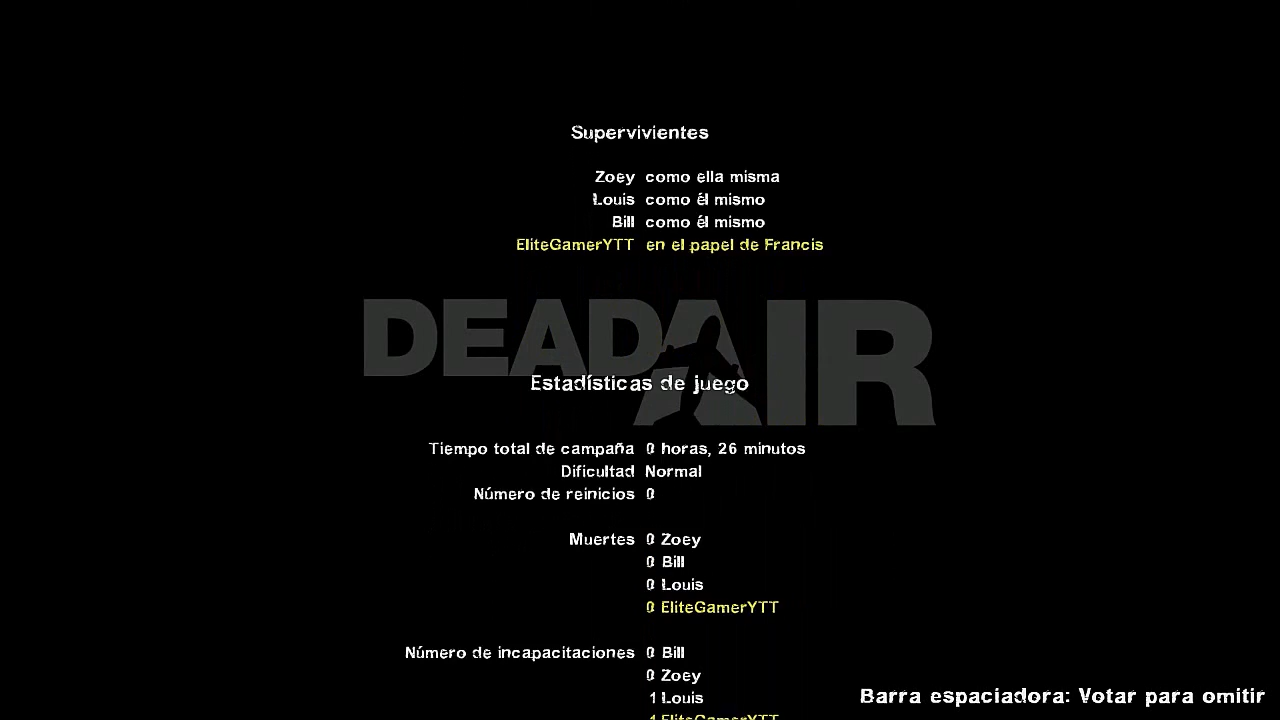 Supervivientes
Zoey como ella misma
Louis como él mismo
Bill como él mismo
EliteGamerYTT en el papel de Francis
DEAD AIR
Estadísticas de juego
Tiempo total de campaña 0 horas, 26 minutos
Dificultad Normal
Número de reinicios 0
Muertes 0 Zoey
0 Bill
0 Louis
0 EliteGamerYTT
Número de incapacitaciones 0 Bill
0 Zoey
1 Louis
1 EliteGamerYTT
Barra espaciadora: Votar para omitir